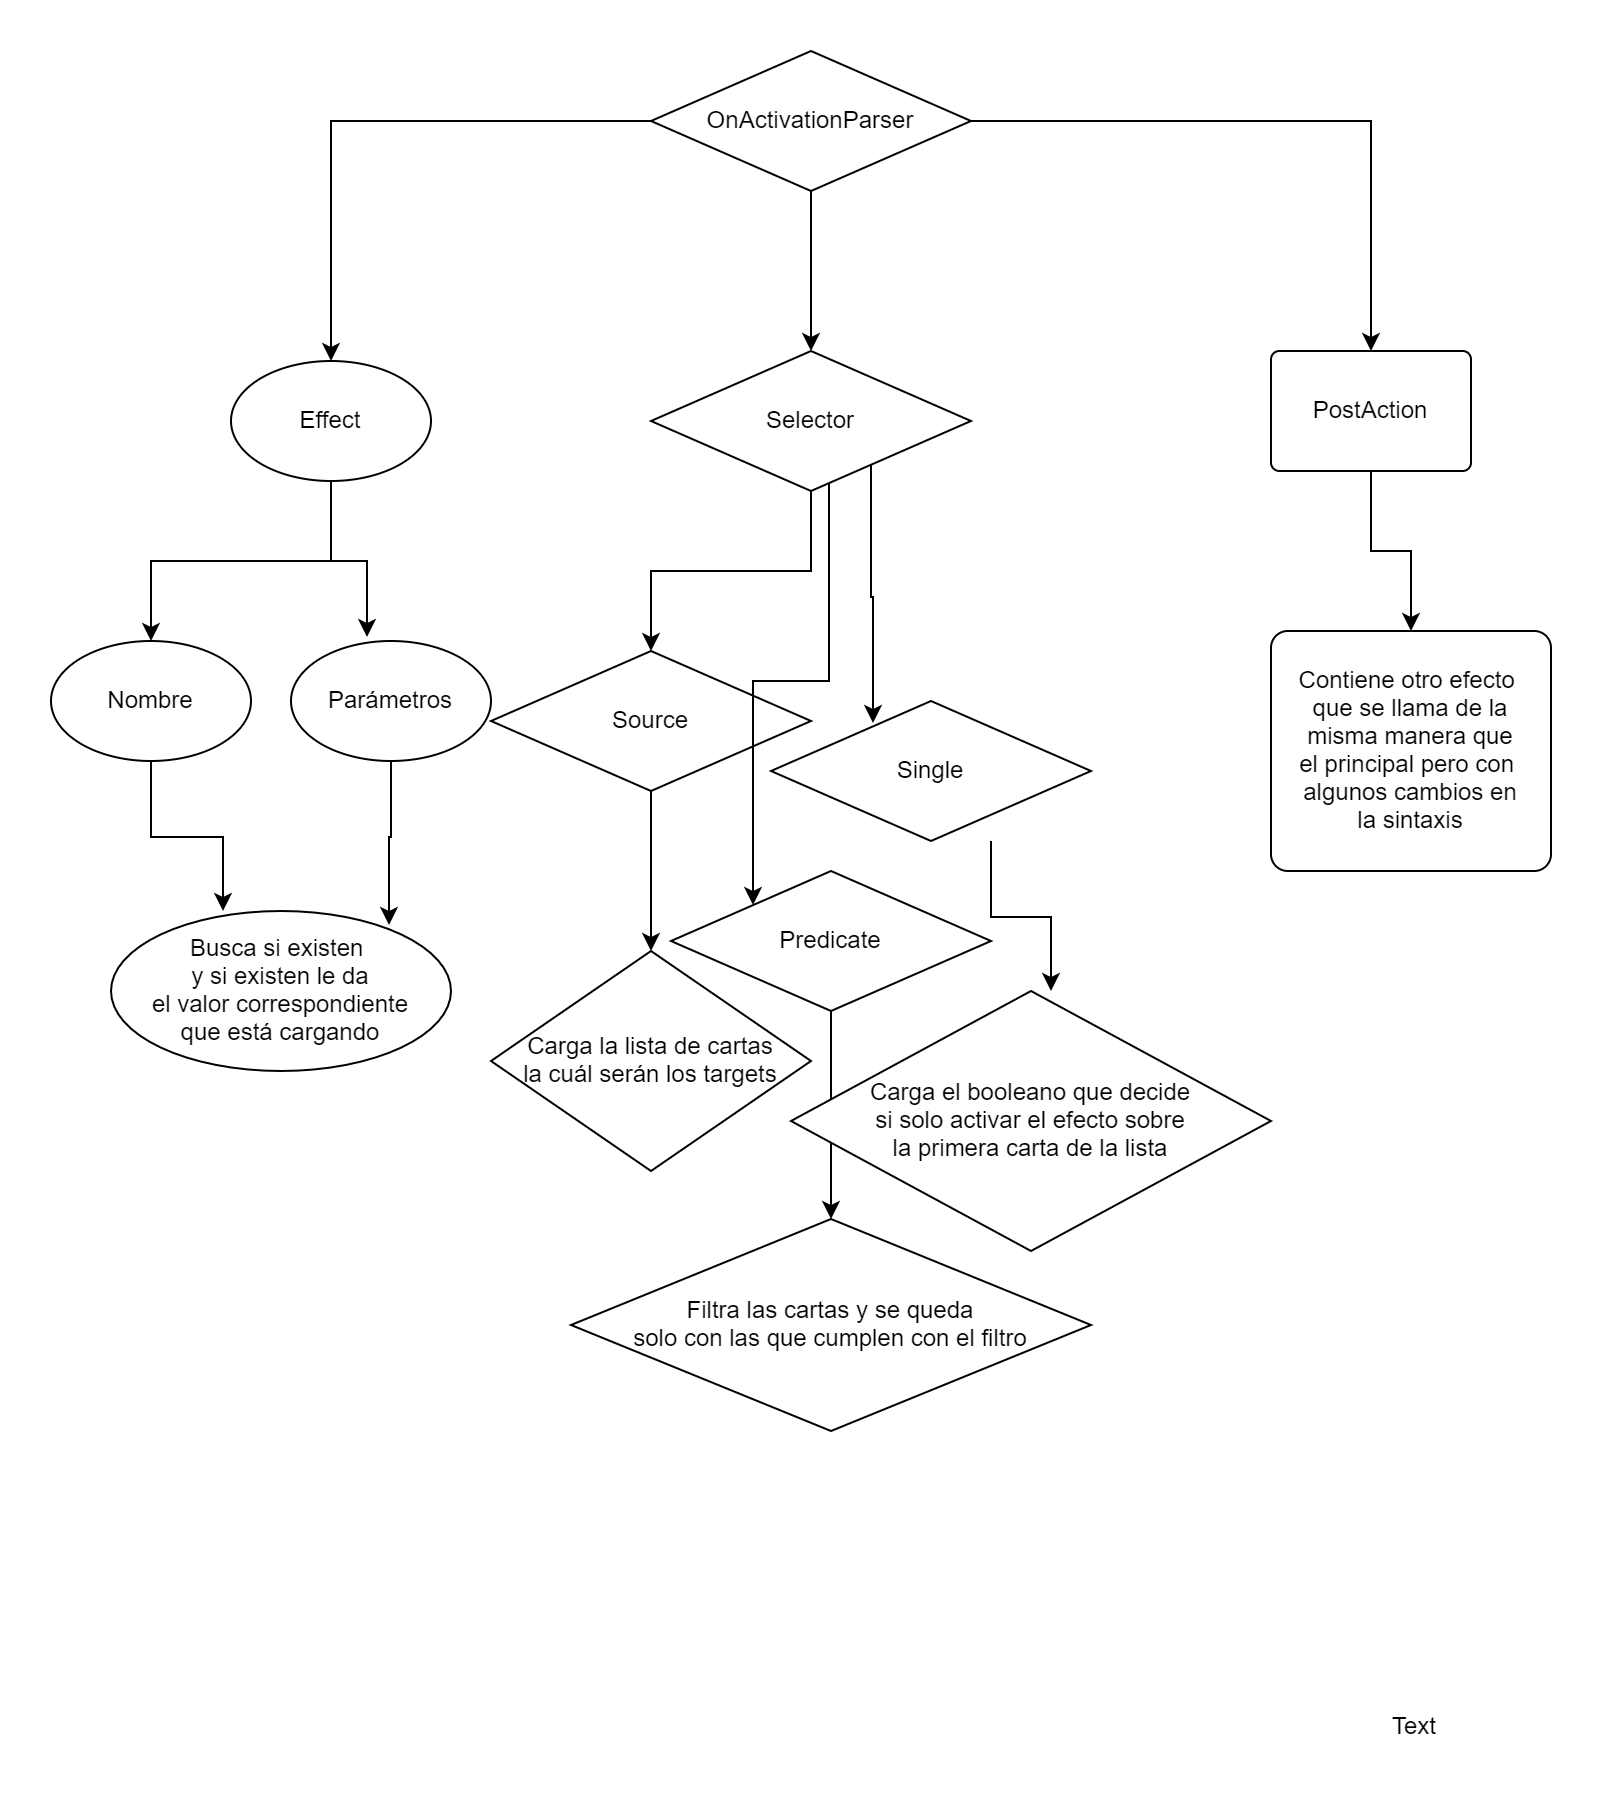 OnActivationParser
Effect
Selector
PostAction
Nombre
Parámetros
Source
Single
Contiene otro efecto
que se llama de la
misma manera que
el principal pero con
algunos cambios en
la sintaxis
Busca si existen
y si existen le da
el valor correspondiente
que está cargando
Predicate
Carga la lista de cartas
la cuál serán los targets
Carga el booleano que decide
si solo activar el efecto sobre
la primera carta de la lista
Filtra las cartas y se queda
solo con las que cumplen con el filtro
Text